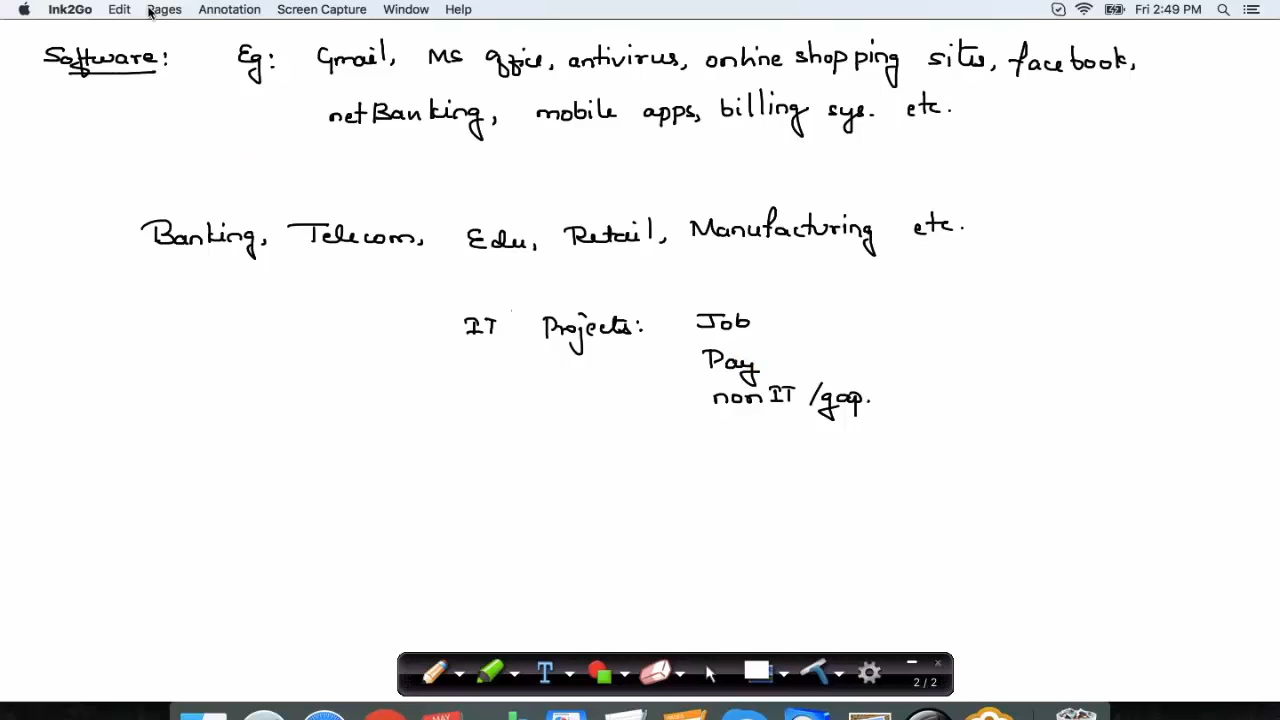 Ink2Go Edit Pages Annotation Screen Capture Window Help Fri 2:49 PM
Software: Eg: Gmail, MS office, antivirus, online shopping site, facebook,
netBanking, mobile apps, billing sys. etc.
Banking, Telecom, Edu, Retail, Manufacturing etc.
IT Projects: Job
Pay
non IT /gap.
T
2 / 2
MAY